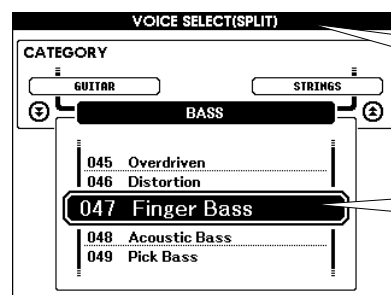 VOICE SELECT(SPLIT)
CATEGORY
GUITAR STRINGS
BASS
045 Overdriven
046 Distortion
047 Finger Bass
048 Acoustic Bass
049 Pick Bass